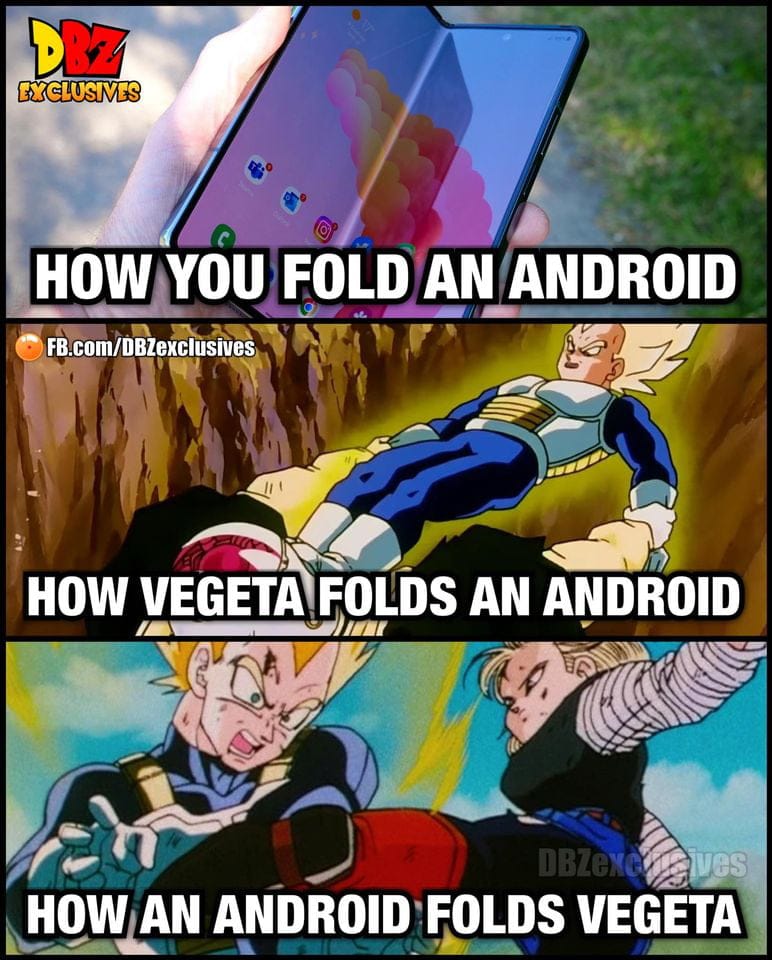 DBZ
EXCLUSIVES
HOW YOU FOLD AN ANDROID
FB.com/DBZexclusives
HOW VEGETA FOLDS AN ANDROID
DBZexclusives
HOW AN ANDROID FOLDS VEGETA